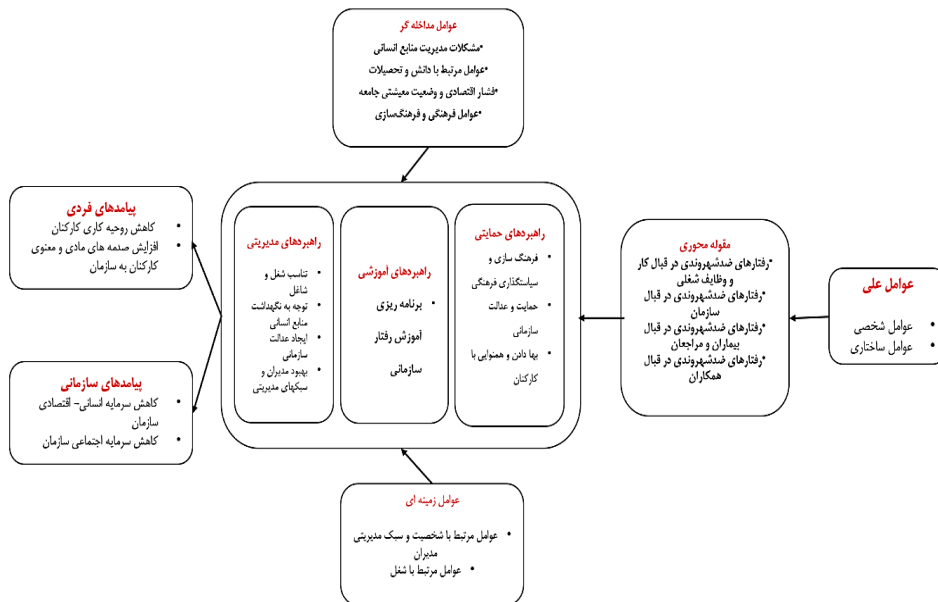 عوامل مداخله گر
•مشکلات مدیریت منابع انسانی
•عوامل مرتبط با دانش و تحصیلات
•فشار اقتصادی و وضعیت معیشتی جامعه
•عوامل فرهنگی و فرهنگ‌سازی
عوامل علی
• عوامل شخصی
• عوامل ساختاری
مقوله محوری
•رفتارهای ضدشهروندی در قبال کار
و وظایف شغلی
•رفتارهای ضدشهروندی در قبال
سازمان
•رفتارهای ضدشهروندی در قبال
بیماران و مراجعان
•رفتارهای ضدشهروندی در قبال
همکاران
راهبردهای حمایتی
• فرهنگ سازی و
سیاستگذاری فرهنگی
• حمایت و عدالت
سازمانی
• بها دادن و همنوایی با
کارکنان
راهبردهای آموزشی
• برنامه ریزی
آموزش رفتار
سازمانی
راهبردهای مدیریتی
• تناسب شغل و
شاغل
• توجه به نگهداشت
منابع انسانی
• ایجاد عدالت
سازمانی
• بهبود مدیران و
سبکهای مدیریتی
پیامدهای فردی
• کاهش روحیه کاری کارکنان
• افزایش صدمه های مادی و معنوی
کارکنان به سازمان
پیامدهای سازمانی
• کاهش سرمایه انسانی– اقتصادی
سازمان
• کاهش سرمایه اجتماعی سازمان
عوامل زمینه ای
• عوامل مرتبط با شخصیت و سبک مدیریتی
مدیران
• عوامل مرتبط با شغل